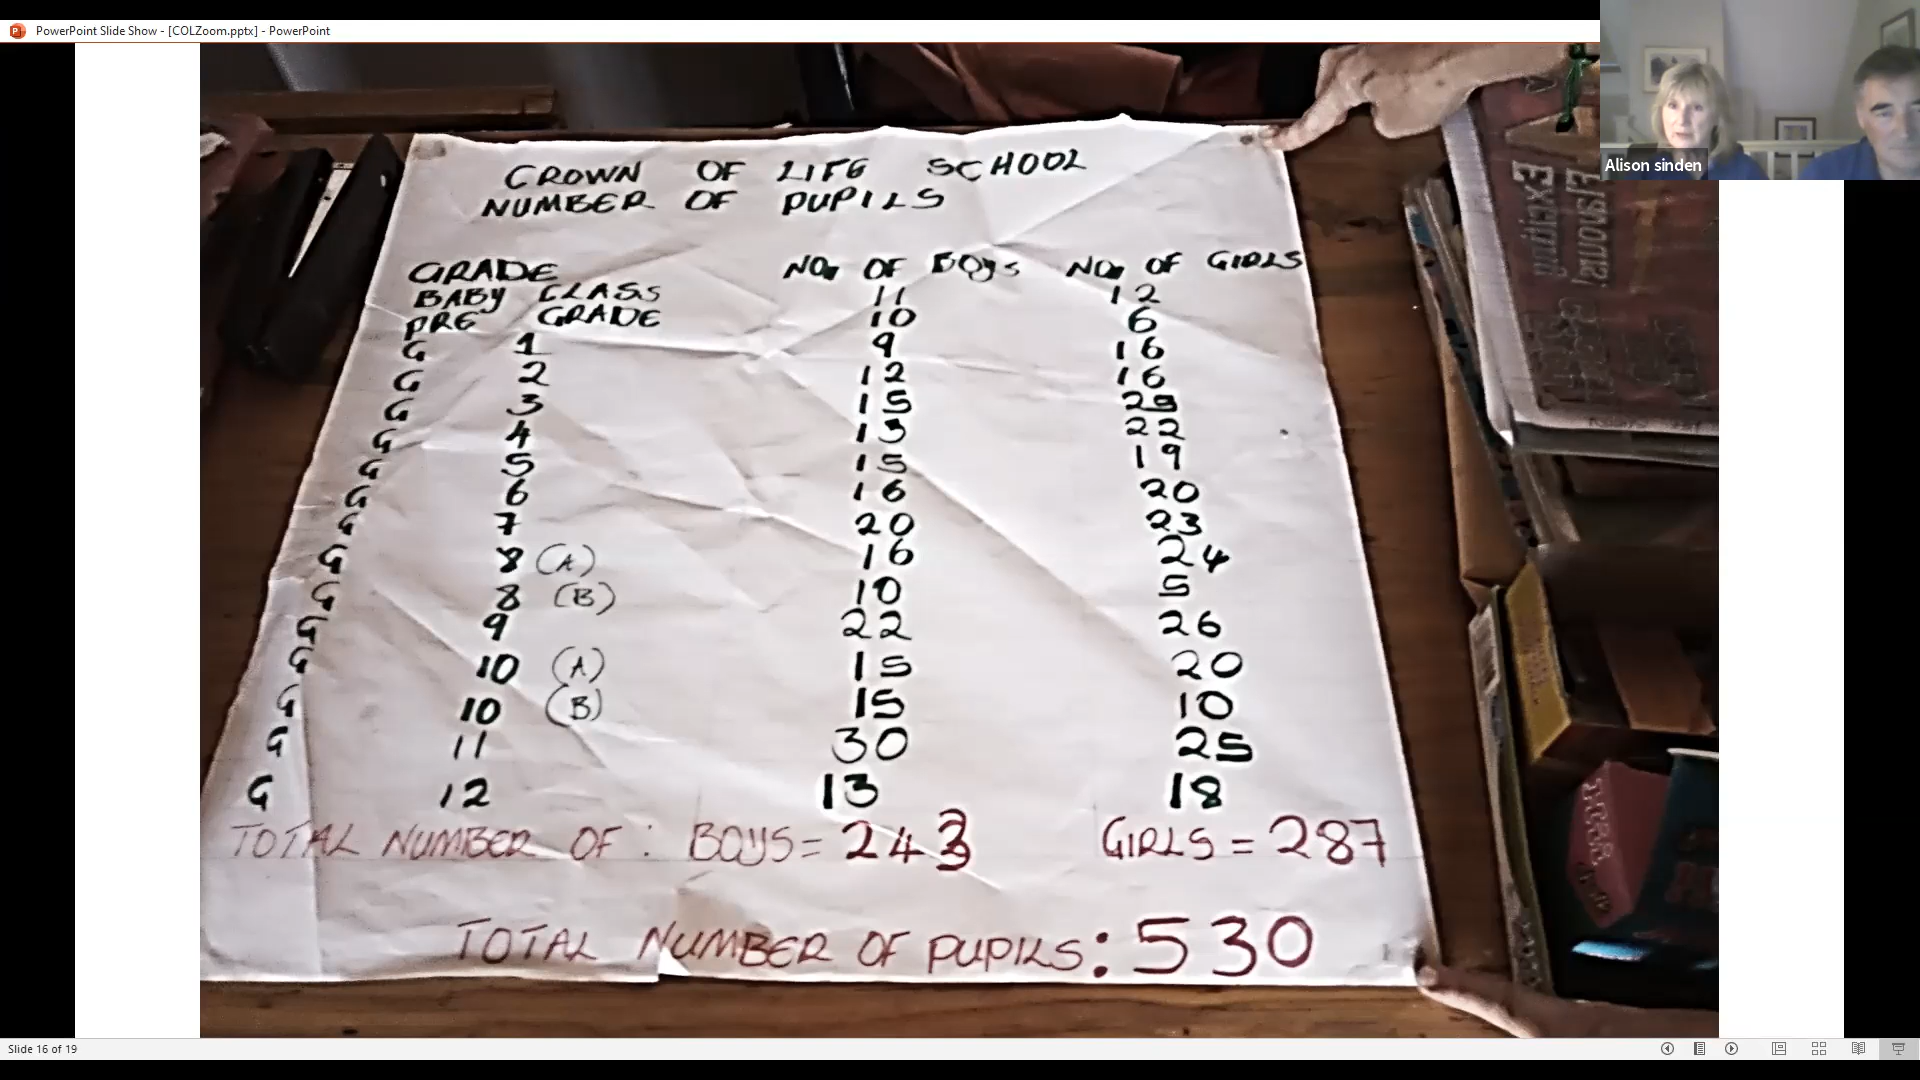 PowerPoint Slide Show - [COLZoom.pptx] - PowerPoint
Alison sinden
CROWN OF LIFE SCHOOL
NUMBER OF PUPILS
GRADE NO. OF BOYS NO. OF GIRLS
BABY CLASS 11 12
PRE GRADE 10 6
G 1 9 16
G 2 12 16
G 3 15 25
G 4 13 22
G 5 15 19
G 6 16 20
G 7 20 23
G 8 (A) 16 24
G 8 (B) 10 5
G 9 22 26
G 10 (A) 15 20
G 10 (B) 15 10
G 11 30 25
G 12 13 18
TOTAL NUMBER OF : BOYS = 243 GIRLS = 287
TOTAL NUMBER OF PUPILS: 530
Exciting
Slide 16 of 19